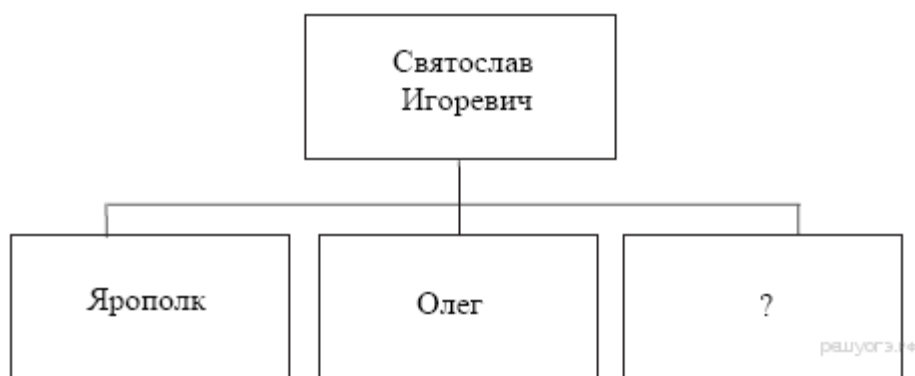 Святослав
Игоревич
Ярополк
Олег
?
решуогэ.рф